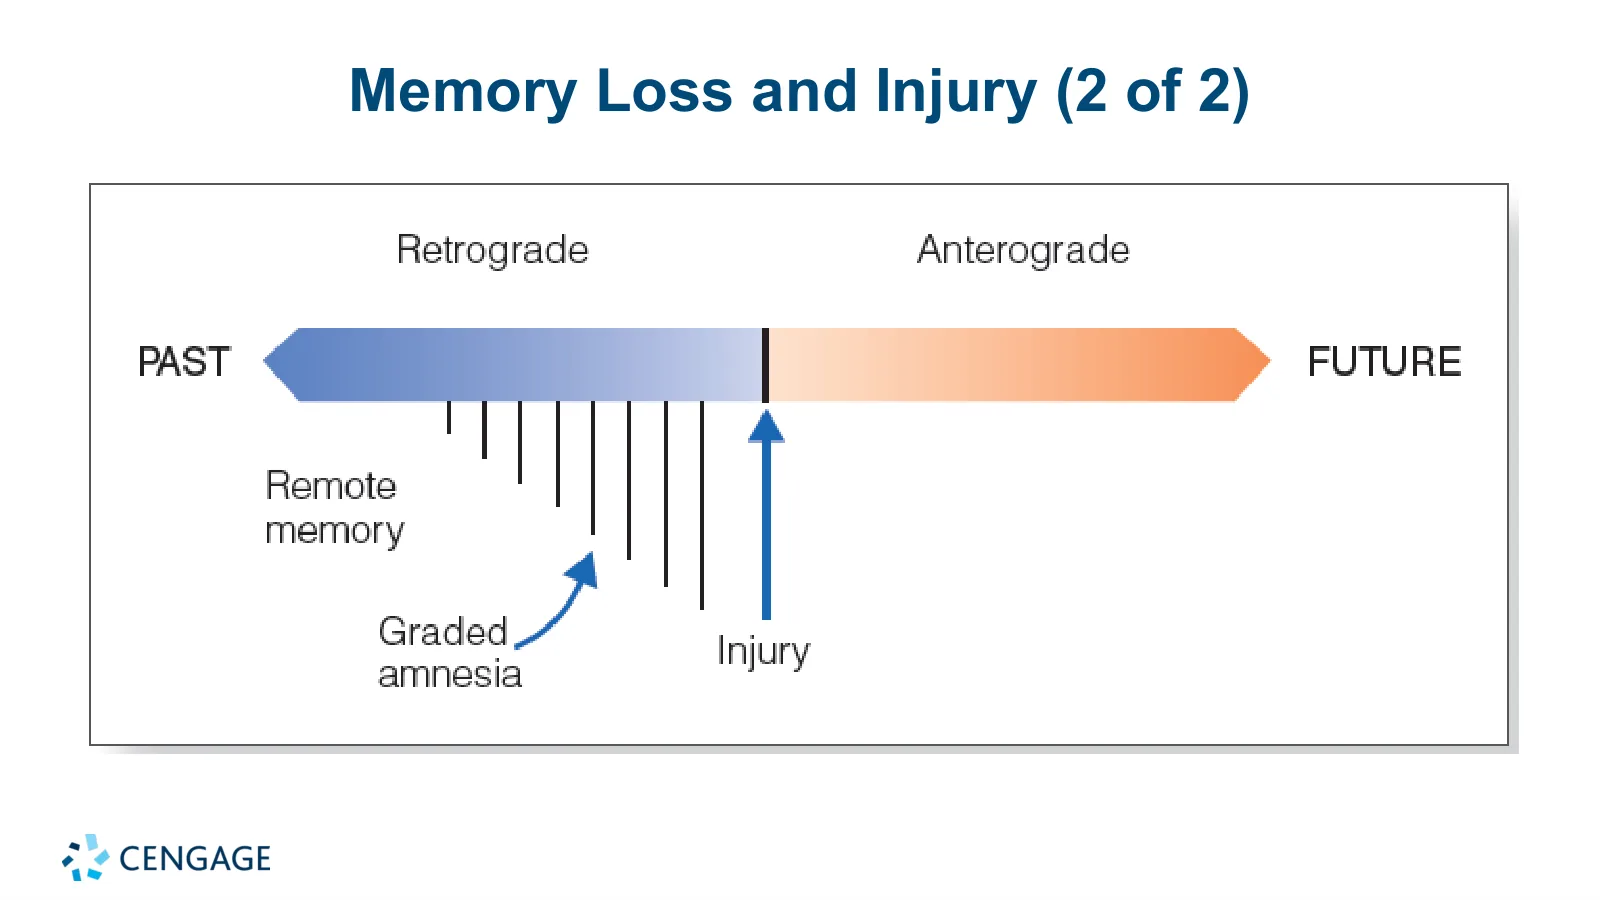 Memory Loss and Injury (2 of 2)
Retrograde
Anterograde
PAST
FUTURE
Remote
memory
Graded
amnesia
Injury
CENGAGE